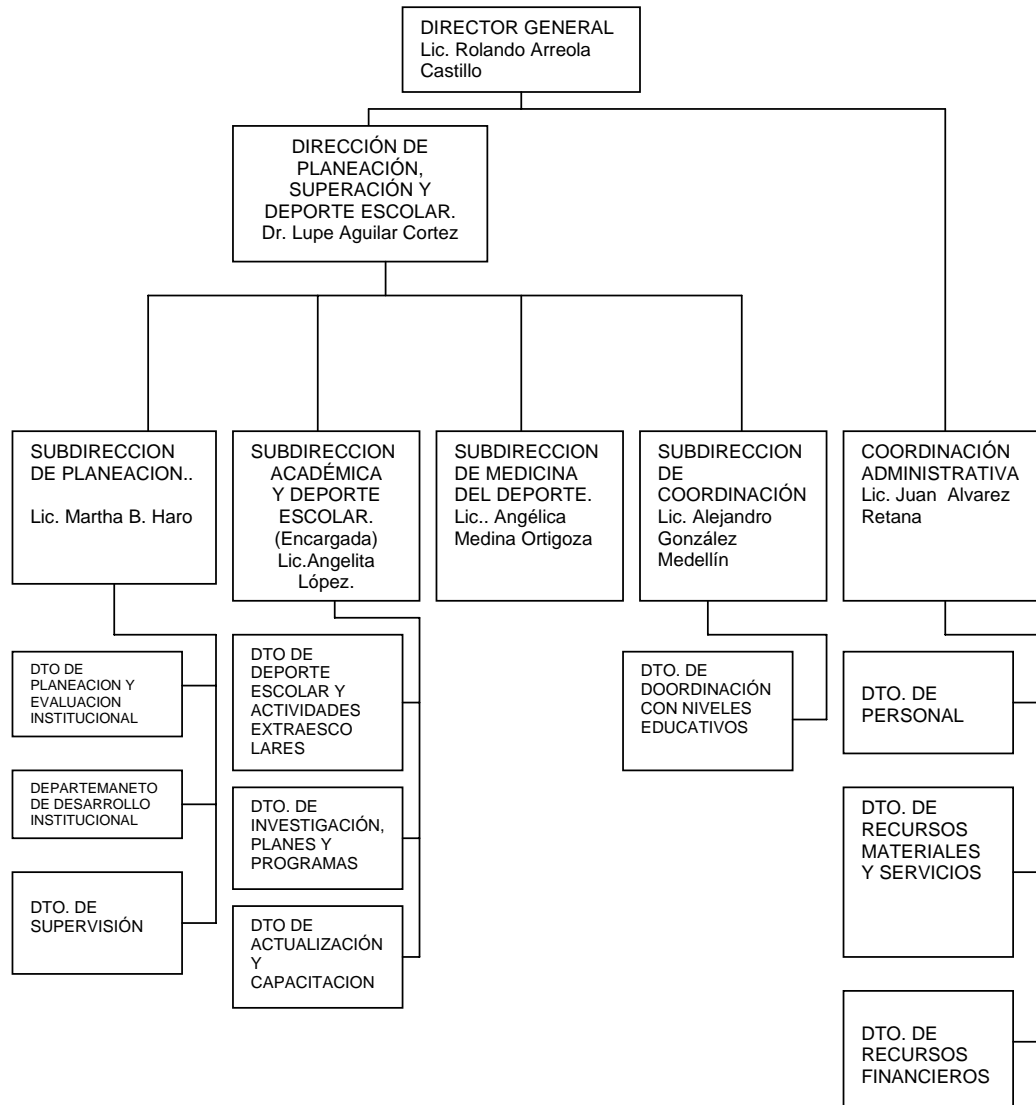 DIRECTOR GENERAL
Lic. Rolando Arreola
Castillo
DIRECCIÓN DE
PLANEACIÓN,
SUPERACIÓN Y
DEPORTE ESCOLAR.
Dr. Lupe Aguilar Cortez
SUBDIRECCION
DE PLANEACION..
Lic. Martha B. Haro
SUBDIRECCION
ACADÉMICA
Y DEPORTE
ESCOLAR.
(Encargada)
Lic.Angelita
López.
SUBDIRECCION
DE MEDICINA
DEL DEPORTE.
Lic.. Angélica
Medina Ortigoza
SUBDIRECCION
DE
COORDINACIÓN
Lic. Alejandro
González
Medellín
COORDINACIÓN
ADMINISTRATIVA
Lic. Juan Alvarez
Retana
DTO DE
PLANEACION Y
EVALUACION
INSTITUCIONAL
DEPARTEMANETO
DE DESARROLLO
INSTITUCIONAL
DTO. DE
SUPERVISIÓN
DTO DE
DEPORTE
ESCOLAR Y
ACTIVIDADES
EXTRAESCO
LARES
DTO. DE
INVESTIGACIÓN,
PLANES Y
PROGRAMAS
DTO DE
ACTUALIZACIÓN
Y
CAPACITACION
DTO. DE
DOORDINACIÓN
CON NIVELES
EDUCATIVOS
DTO. DE
PERSONAL
DTO. DE
RECURSOS
MATERIALES
Y SERVICIOS
DTO. DE
RECURSOS
FINANCIEROS